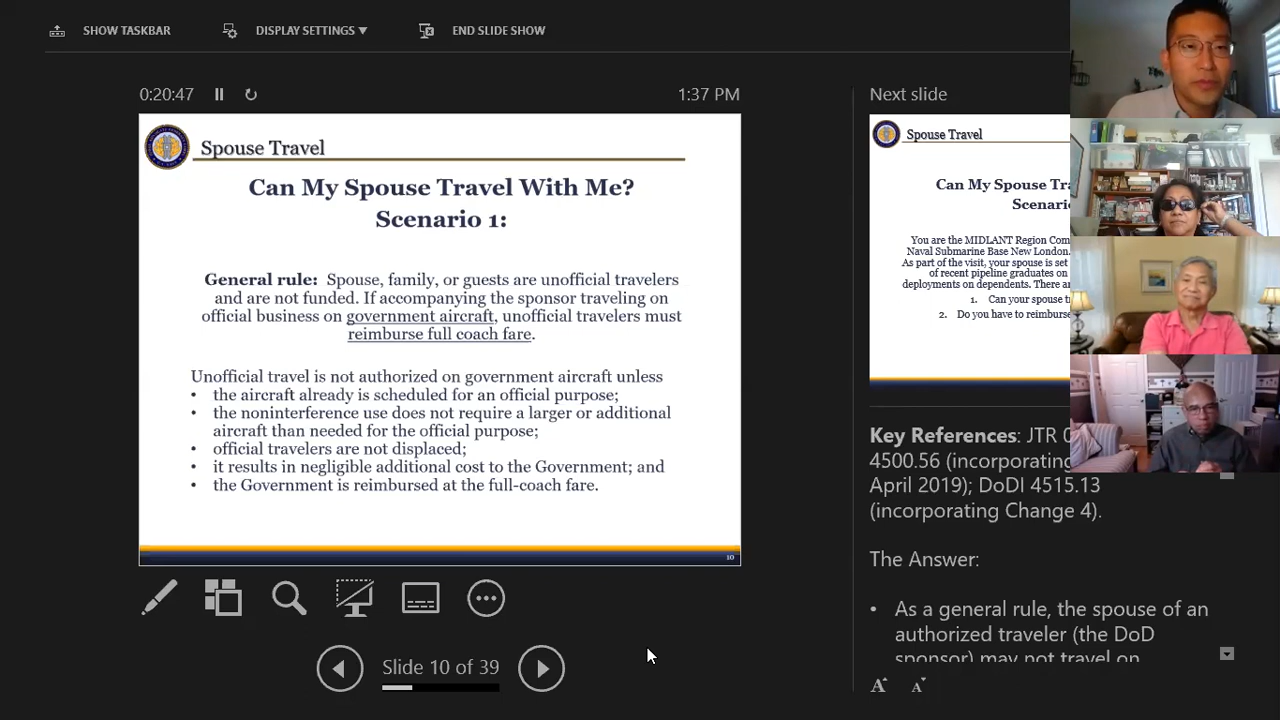 SHOW TASKBAR
DISPLAY SETTINGS
END SLIDE SHOW
0:20:47
1:37 PM
Spouse Travel
Can My Spouse Travel With Me?
Scenario 1:
General rule: Spouse, family, or guests are unofficial travelers
and are not funded. If accompanying the sponsor traveling on
official business on government aircraft, unofficial travelers must
reimburse full coach fare.
Unofficial travel is not authorized on government aircraft unless
• the aircraft already is scheduled for an official purpose;
• the noninterference use does not require a larger or additional
aircraft than needed for the official purpose;
• official travelers are not displaced;
• it results in negligible additional cost to the Government; and
• the Government is reimbursed at the full-coach fare.
10
Slide 10 of 39
Next slide
Spouse Travel
Can My Spouse Tra
Scenari
You are the MIDLANT Region Com
Naval Submarine Base New London.
As part of the visit, your spouse is set
of recent pipeline graduates on
deployments on dependents. There a
1. Can your spouse t
2. Do you have to reimburs
Key References: JTR 0
4500.56 (incorporating
April 2019); DoDI 4515.13
(incorporating Change 4).
The Answer:
• As a general rule, the spouse of an
authorized traveler (the DoD
sponsor) may not travel on
A A